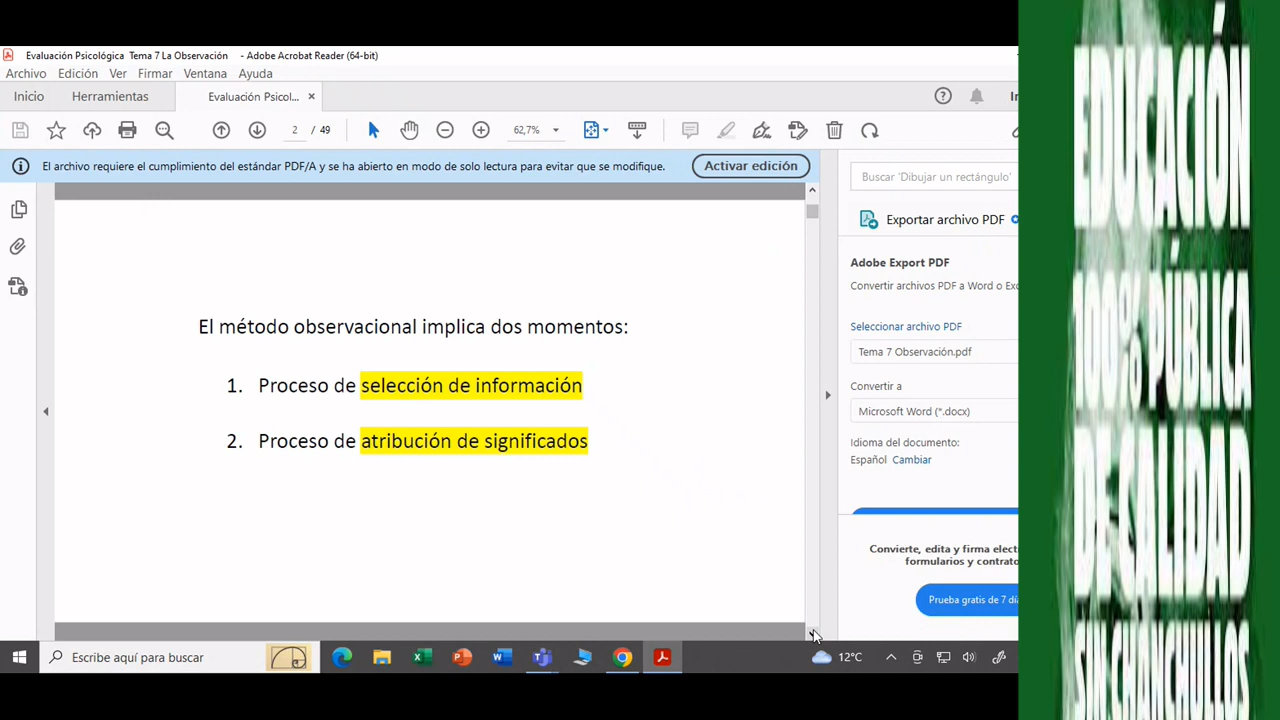 Evaluación Psicológica Tema 7 La Observación - Adobe Acrobat Reader (64-bit)
Archivo Edición Ver Firmar Ventana Ayuda
Inicio Herramientas Evaluación Psicol... ×
2 / 49 62,7%
El archivo requiere el cumplimiento del estándar PDF/A y se ha abierto en modo de solo lectura para evitar que se modifique. Activar edición
Buscar 'Dibujar un rectángulo'
Exportar archivo PDF
Adobe Export PDF
Convertir archivos PDF a Word o
Seleccionar archivo PDF
Tema 7 Observación.pdf
Convertir a
Microsoft Word (*.docx)
Idioma del documento:
Español Cambiar
Convierte, edita y firma
formularios y
Prueba gratis de 7
El método observacional implica dos momentos:
1. Proceso de selección de información
2. Proceso de atribución de significados
Escribe aquí para buscar
12°C
EDUCACIÓN
100% PÚBLICA
DE CALIDAD
SIN CHANCHULLOS